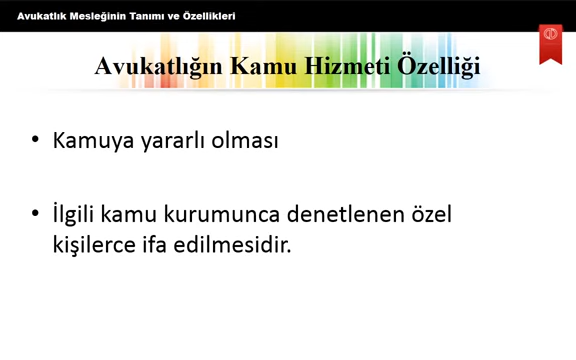 Avukatlık Mesleğinin Tanımı ve Özellikleri
Avukatlığın Kamu Hizmeti Özelliği
• Kamuya yararlı olması
• İlgili kamu kurumunca denetlenen özel
kişilerce ifa edilmesidir.